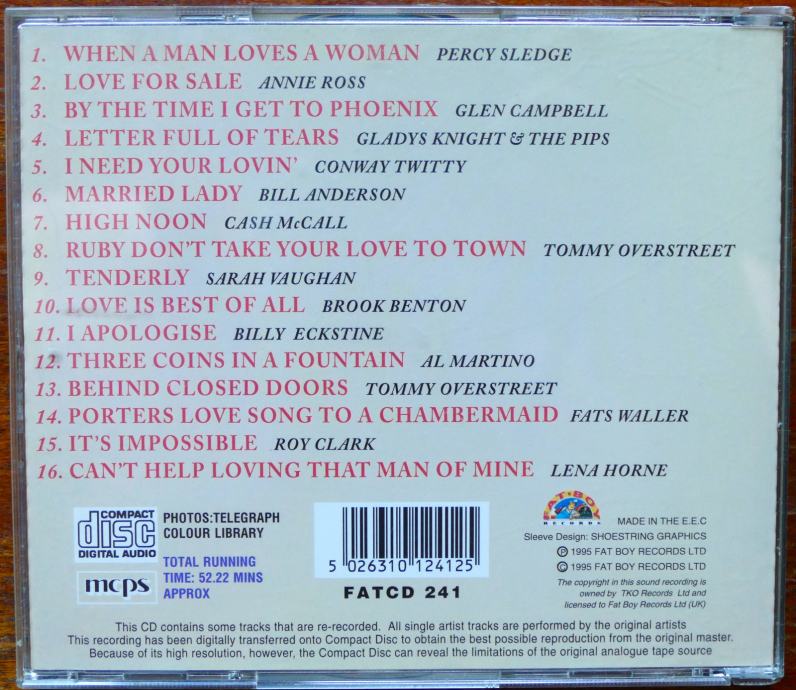 1. WHEN A MAN LOVES A WOMAN PERCY SLEDGE
2. LOVE FOR SALE ANNIE ROSS
3. BY THE TIME I GET TO PHOENIX GLEN CAMPBELL
4. LETTER FULL OF TEARS GLADYS KNIGHT & THE PIPS
5. I NEED YOUR LOVIN' CONWAY TWITTY
6. MARRIED LADY BILL ANDERSON
7. HIGH NOON CASH McCALL
8. RUBY DON'T TAKE YOUR LOVE TO TOWN TOMMY OVERSTREET
9. TENDERLY SARAH VAUGHAN
10. LOVE IS BEST OF ALL BROOK BENTON
11. I APOLOGISE BILLY ECKSTINE
12. THREE COINS IN A FOUNTAIN AL MARTINO
13. BEHIND CLOSED DOORS TOMMY OVERSTREET
14. PORTERS LOVE SONG TO A CHAMBERMAID FATS WALLER
15. IT'S IMPOSSIBLE ROY CLARK
16. CAN'T HELP LOVING THAT MAN OF MINE LENA HORNE
COMPACT
disc
DIGITAL AUDIO
mcps
PHOTOS:TELEGRAPH
COLOUR LIBRARY
TOTAL RUNNING
TIME: 52.22 MINS
APPROX
5 026310 124125
FATCD 241
FAT·BOY
RECORDS
MADE IN THE E.E.C
Sleeve Design: SHOESTRING GRAPHICS
℗ 1995 FAT BOY RECORDS LTD
© 1995 FAT BOY RECORDS LTD
The copyright in this sound recording is
owned by TKO Records Ltd and
licensed to Fat Boy Records Ltd (UK)
This CD contains some tracks that are re-recorded. All single artist tracks are performed by the original artists
This recording has been digitally transferred onto Compact Disc to obtain the best possible reproduction from the original master.
Because of its high resolution, however, the Compact Disc can reveal the limitations of the original analogue tape source